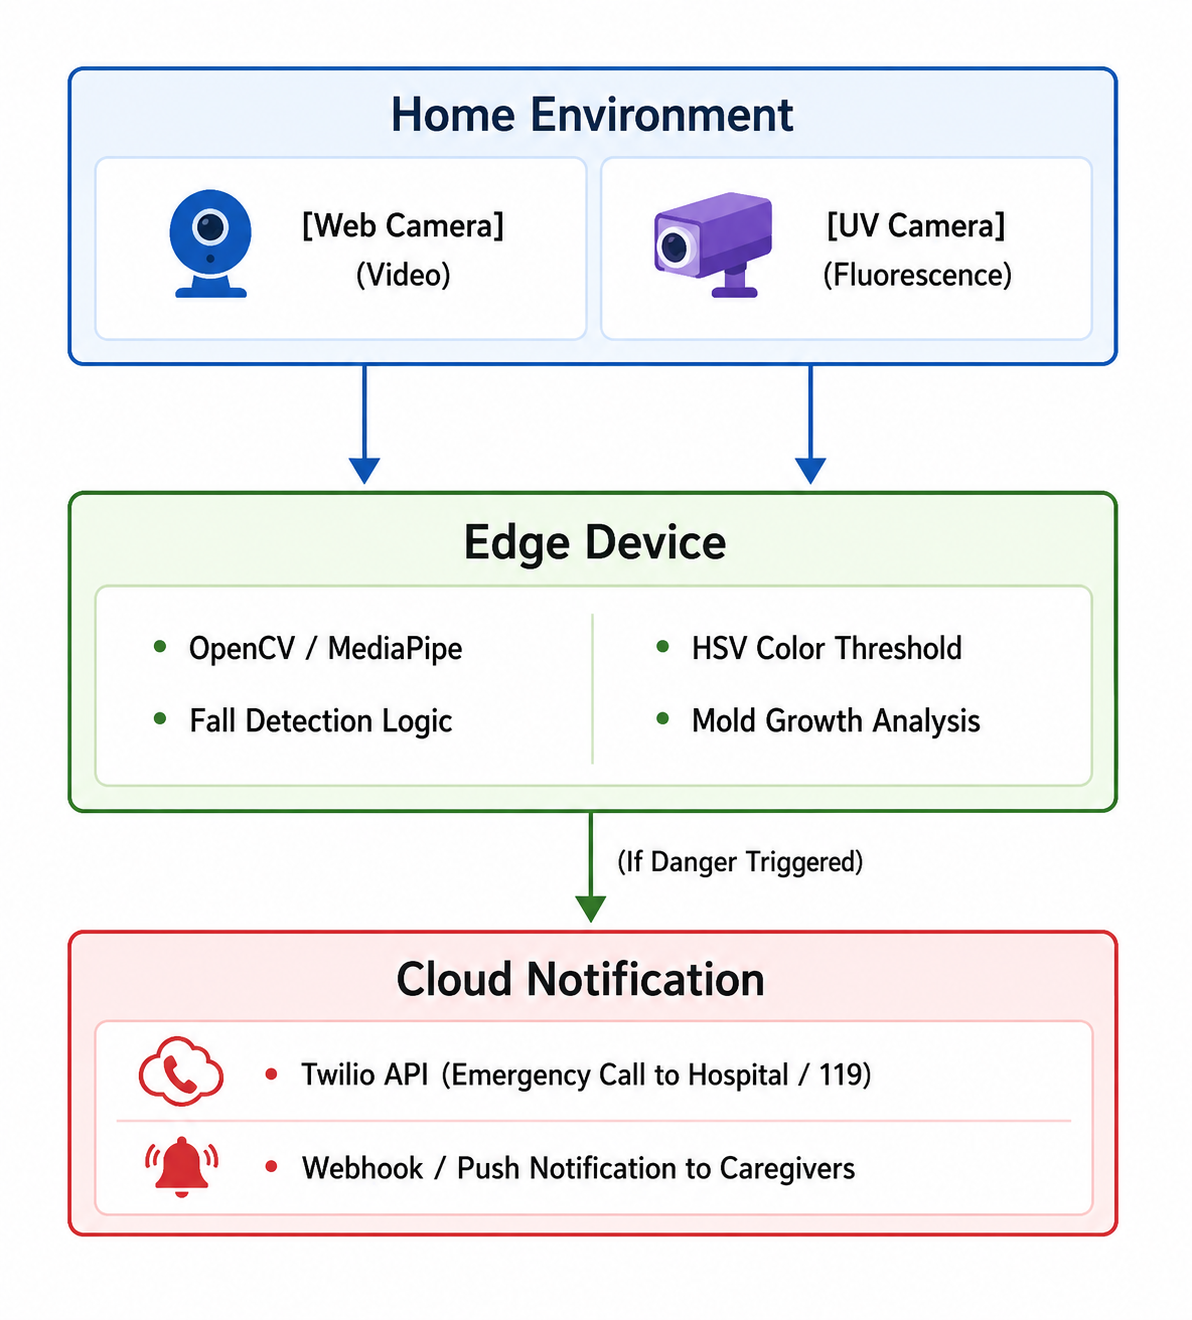 Home Environment
[Web Camera]
(Video)
[UV Camera]
(Fluorescence)
Edge Device
• OpenCV / MediaPipe
• Fall Detection Logic
• HSV Color Threshold
• Mold Growth Analysis
(If Danger Triggered)
Cloud Notification
• Twilio API (Emergency Call to Hospital / 119)
• Webhook / Push Notification to Caregivers